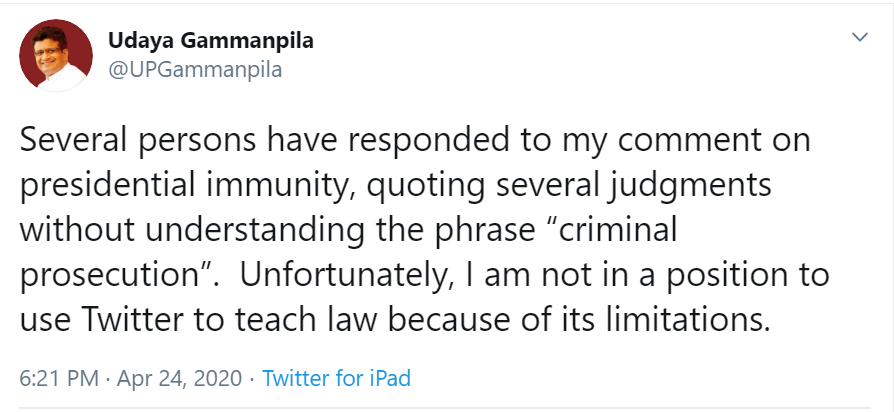 Udaya Gammanpila
@UPGammanpila
Several persons have responded to my comment on
presidential immunity, quoting several judgments
without understanding the phrase “criminal
prosecution”.  Unfortunately, I am not in a position to
use Twitter to teach law because of its limitations.
6:21 PM · Apr 24, 2020 · Twitter for iPad